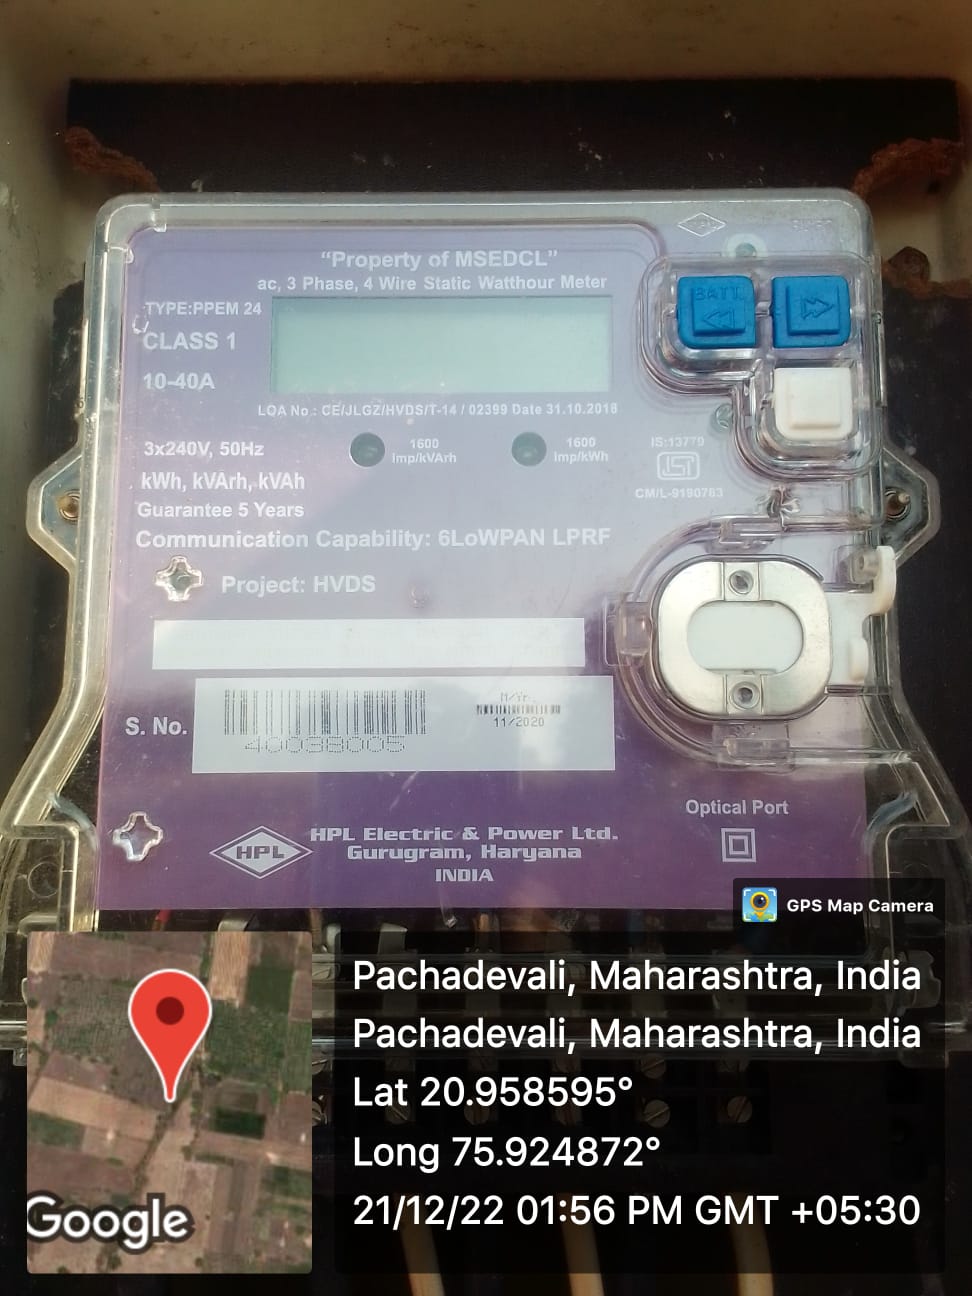 “Property of MSEDCL”
ac, 3 Phase, 4 Wire Static Watthour Meter
TYPE:PPEM 24
CLASS 1
10-40A
BATT.
LOA No.: CE/JLGZ/HVDS/T-14 / 02399 Date 31.10.2018
3x240V, 50Hz
1600
Imp/kVArh
1600
Imp/kWh
IS:13779
CM/L-9190783
kWh, kVArh, kVAh
Guarantee 5 Years
Communication Capability: 6LoWPAN LPRF
Project: HVDS
S. No.
40038005
M/Yr.
11/2020
Optical Port
HPL
HPL Electric & Power Ltd.
Gurugram, Haryana
INDIA
GPS Map Camera
Pachadevali, Maharashtra, India
Pachadevali, Maharashtra, India
Lat 20.958595°
Long 75.924872°
21/12/22 01:56 PM GMT +05:30
Google